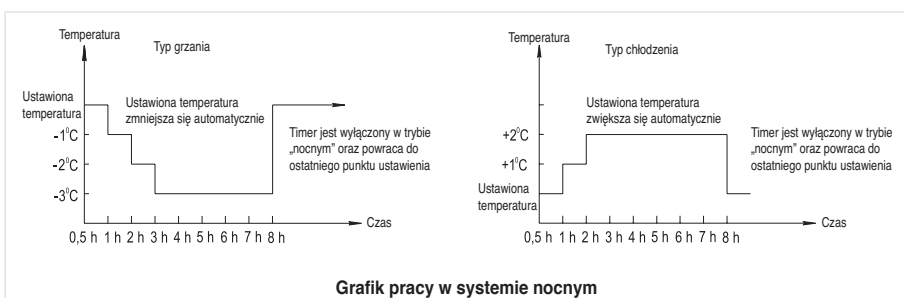 Temperatura
Typ grzania
Ustawiona
temperatura
Ustawiona temperatura
zmniejsza się automatycznie
-1°C
-2°C
-3°C
Timer jest wyłączony w trybie
„nocnym” oraz powraca do
ostatniego punktu ustawienia
Czas
0,5 h 1 h 2 h 3 h 4 h 5 h 6 h 7 h 8 h
Temperatura
Typ chłodzenia
Ustawiona temperatura
zwiększa się automatycznie
+2°C
+1°C
Timer jest wyłączony w trybie
„nocnym” oraz powraca do
ostatniego punktu ustawienia
Ustawiona
temperatura
Czas
0,5 h 1 h 2 h 3 h 4 h 5 h 6 h 7 h 8 h
Grafik pracy w systemie nocnym